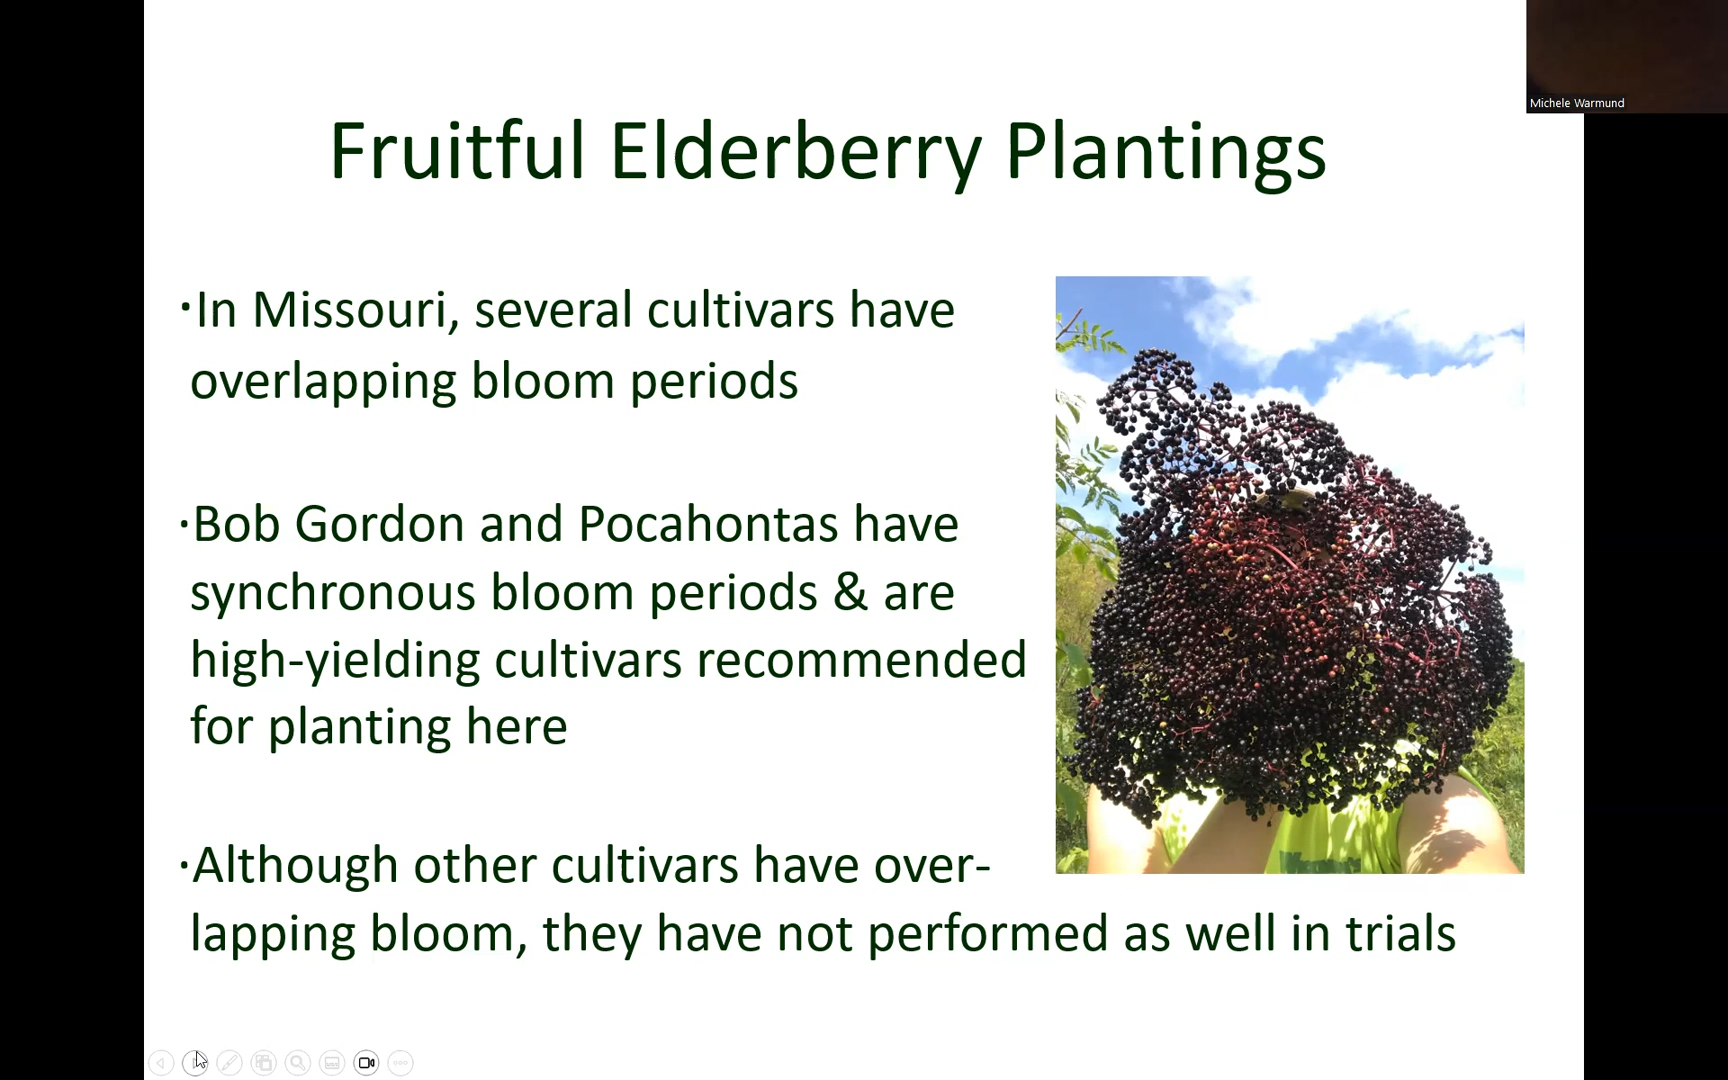 Michele Warmund
Fruitful Elderberry Plantings
·In Missouri, several cultivars have
overlapping bloom periods
·Bob Gordon and Pocahontas have
synchronous bloom periods & are
high-yielding cultivars recommended
for planting here
·Although other cultivars have over-
lapping bloom, they have not performed as well in trials